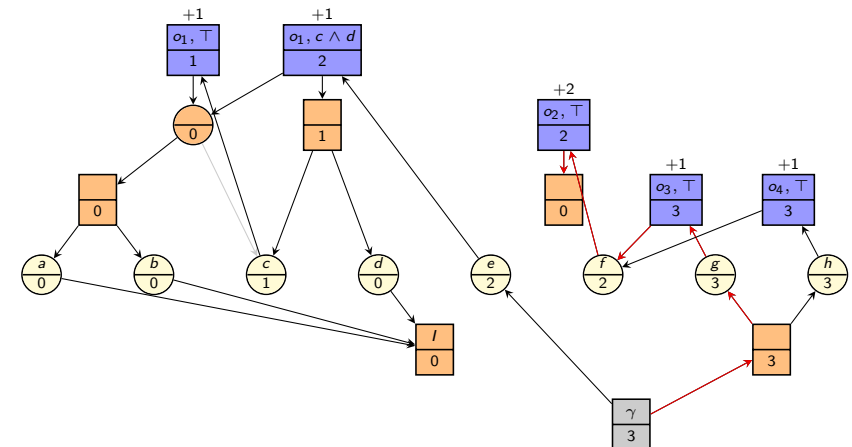 +1 +1
o₁, ⊤ o₁, c ∧ d
1 2
+2
o₂, ⊤
0 1 2
+1 +1
o₃, ⊤ o₄, ⊤
0 0 3 3
a b c d e f g h
0 0 1 0 2 2 3 3
I
0 3
γ
3